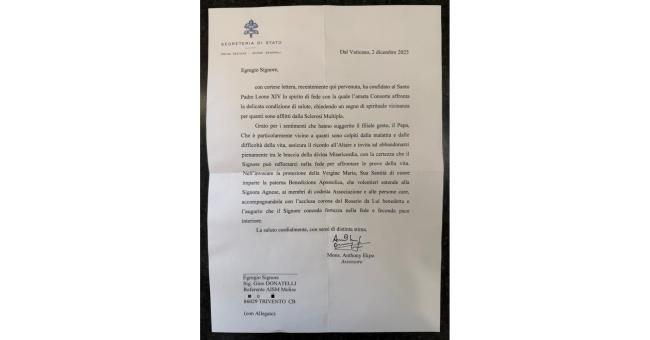 SEGRETERIA DI STATO
PRIMA SEZIONE - AFFARI GENERALI
Dal Vaticano, 2 dicembre 2025
Egregio Signore,
con cortese lettera, recentemente qui pervenuta, ha confidato al Santo
Padre Leone XIV lo spirito di fede con la quale l'amata Consorte affronta
la delicata condizione di salute, chiedendo un segno di spirituale vicinanza
per quanti sono afflitti dalla Sclerosi Multipla.
Grato per i sentimenti che hanno suggerito il filiale gesto, il Papa,
Che è particolarmente vicino a quanti sono colpiti dalla malattia e dalle
difficoltà della vita, assicura il ricordo all'Altare e invita ad abbandonarsi
pienamente tra le braccia della divina Misericordia, con la certezza che il
Signore può rafforzarci nella fede per affrontare le prove della vita.
Nell'invocare la protezione della Vergine Maria, Sua Santità di cuore
imparte la paterna Benedizione Apostolica, che volentieri estende alla
Signora Agnese, ai membri di codesta Associazione e alle persone care,
accompagnandola con l'acclusa corona del Rosario da Lui benedetta e
l'augurio che il Signore conceda fortezza nella fede e feconda pace
interiore.
La saluto cordialmente, con sensi di distinta stima,
Mons. Anthony Ekpo
Assessore
Egregio Signore
Sig. Gino DONATELLI
Referente AISM Molise
86029 TRIVENTO CB
(con Allegato)